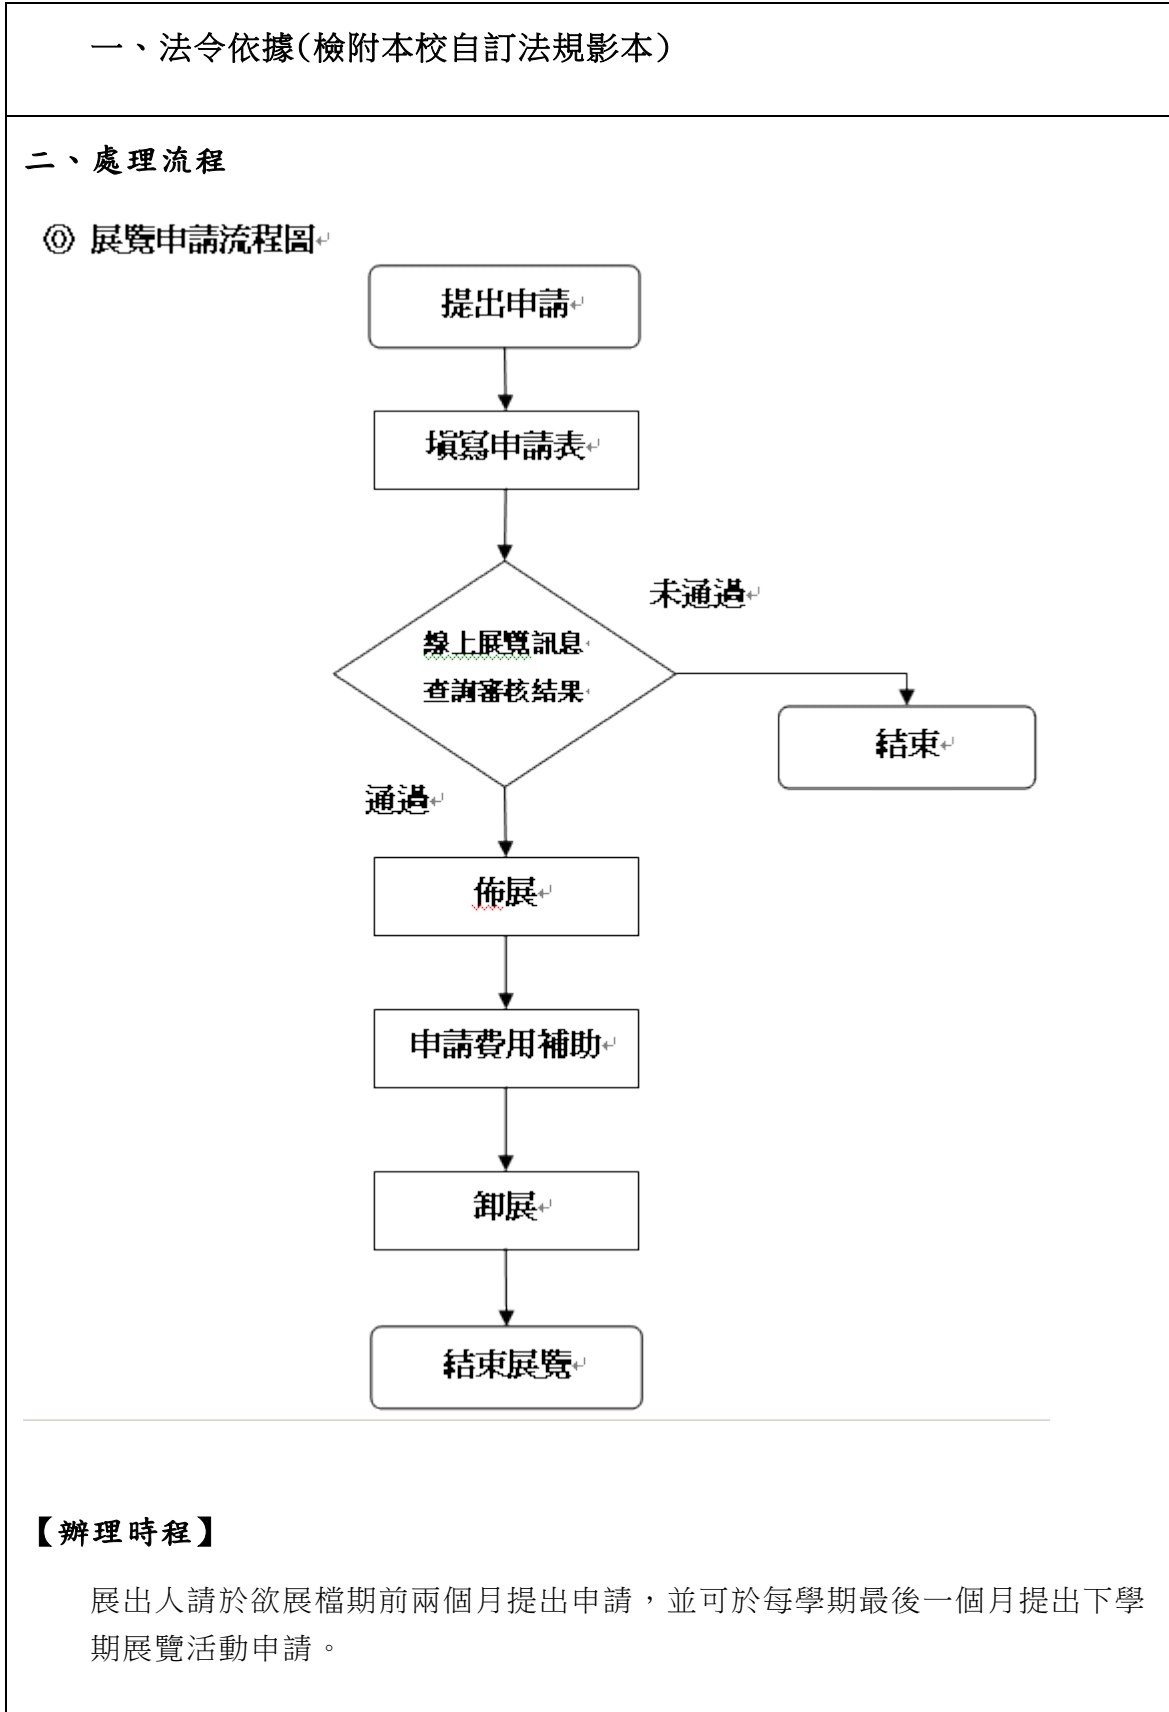 一、法令依據(檢附本校自訂法規影本)
二、處理流程
◎ 展覽申請流程圖
提出申請
填寫申請表
未通過
線上展覽訊息
查詢審核結果
結束
通過
佈展
申請費用補助
卸展
結束展覽
【辦理時程】
展出人請於欲展檔期前兩個月提出申請，並可於每學期最後一個月提出下學
期展覽活動申請。